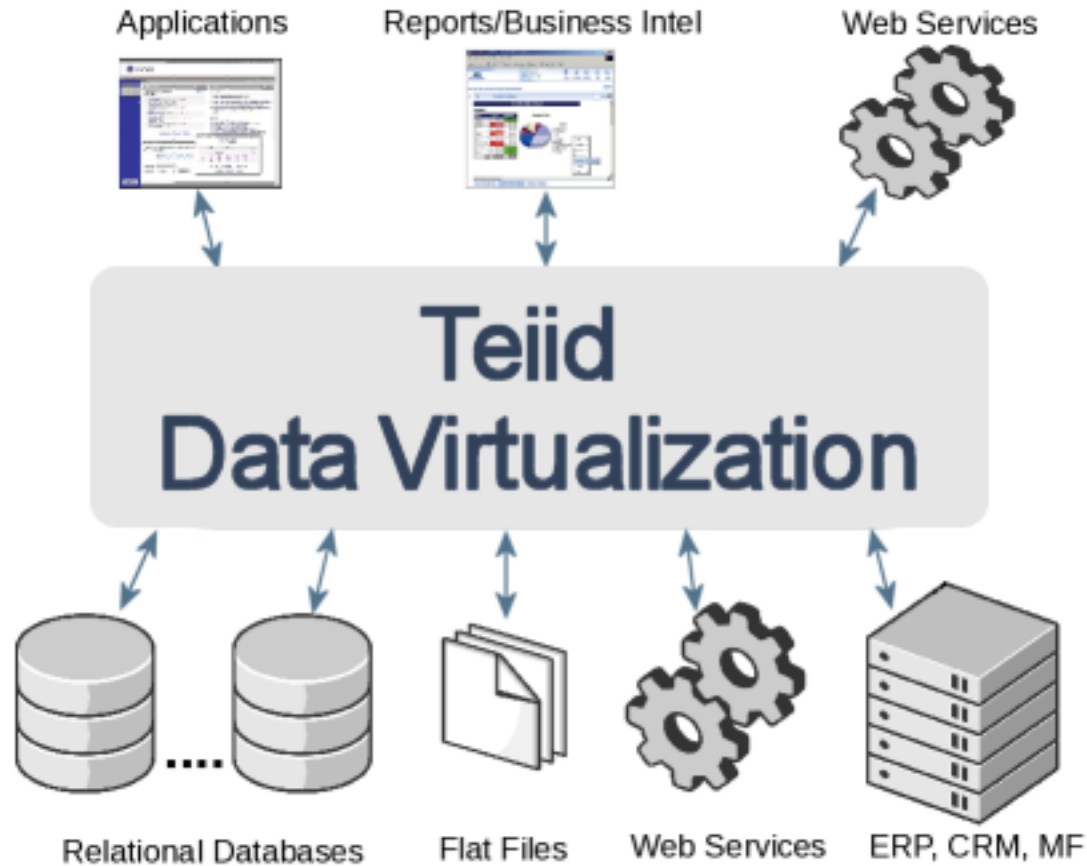 Applications
Reports/Business Intel
Web Services
Teiid
Data Virtualization
....
Relational Databases
Flat Files
Web Services
ERP, CRM, MF